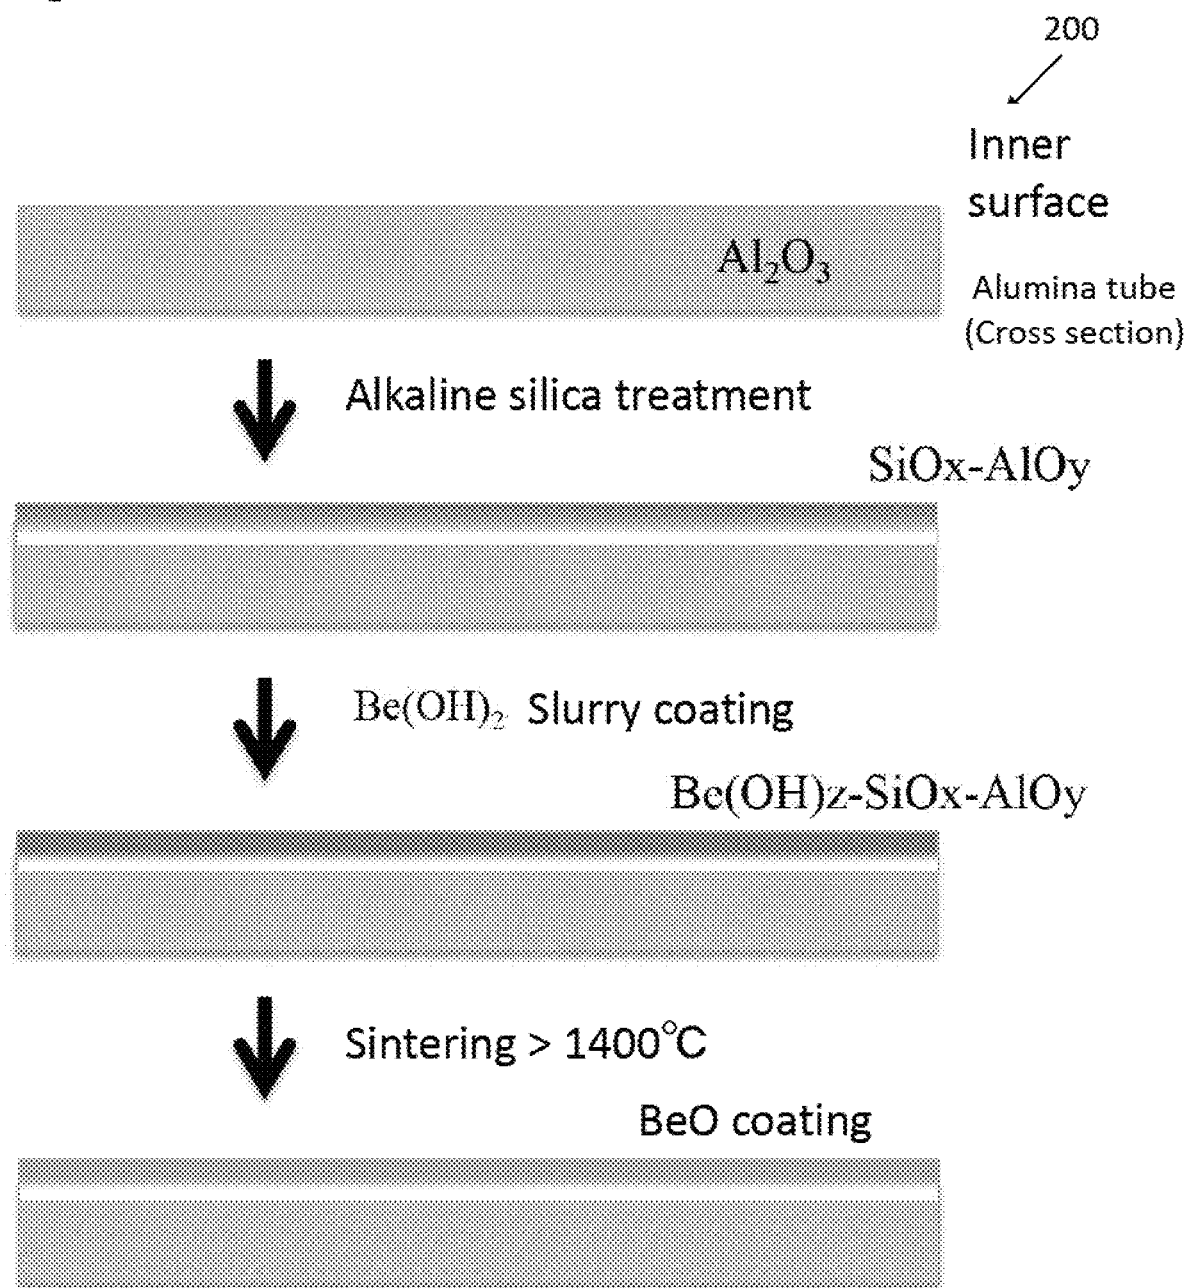 200
Inner
surface
Al₂O₃
Alumina tube
(Cross section)
Alkaline silica treatment
SiOx-AlOy
Be(OH)₂ Slurry coating
Be(OH)z-SiOx-AlOy
Sintering > 1400°C
BeO coating